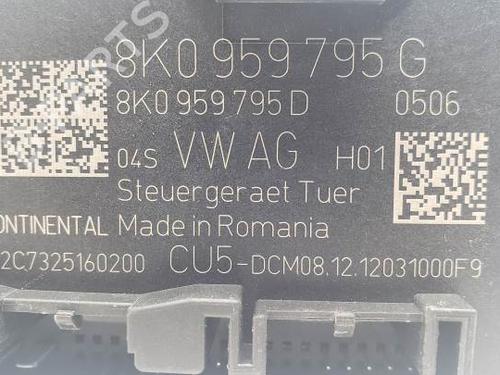 8K0 959 795 G
8K0 959 795 D 0506
04S VW AG H01
Steuergeraet Tuer
CONTINENTAL Made in Romania
2C7325160200 CU5-DCM08.12.12031000F9